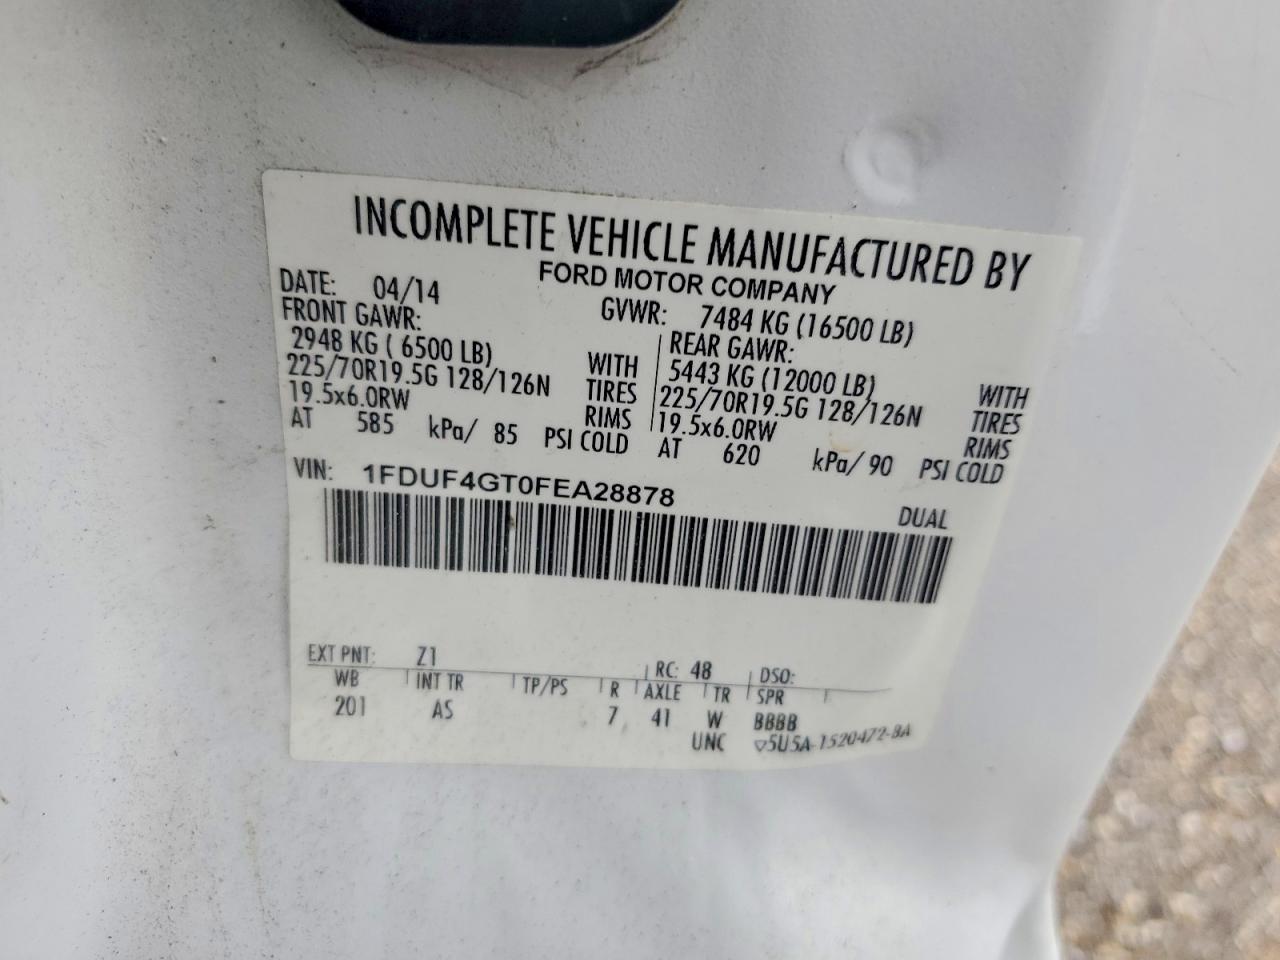 INCOMPLETE VEHICLE MANUFACTURED BY
FORD MOTOR COMPANY
DATE: 04/14 GVWR: 7484 KG (16500 LB)
FRONT GAWR: REAR GAWR:
2948 KG ( 6500 LB) WITH 5443 KG (12000 LB) WITH
225/70R19.5G 128/126N TIRES 225/70R19.5G 128/126N TIRES
19.5x6.0RW RIMS 19.5x6.0RW RIMS
AT 585 kPa/ 85 PSI COLD AT 620 kPa/ 90 PSI COLD
VIN: 1FDUF4GT0FEA28878
DUAL
EXT PNT: Z1 RC: 48 DSO:
WB INT TR TP/PS R AXLE TR SPR
201 AS 7 41 W BBBB
UNC ▽5U5A-1520472-BA